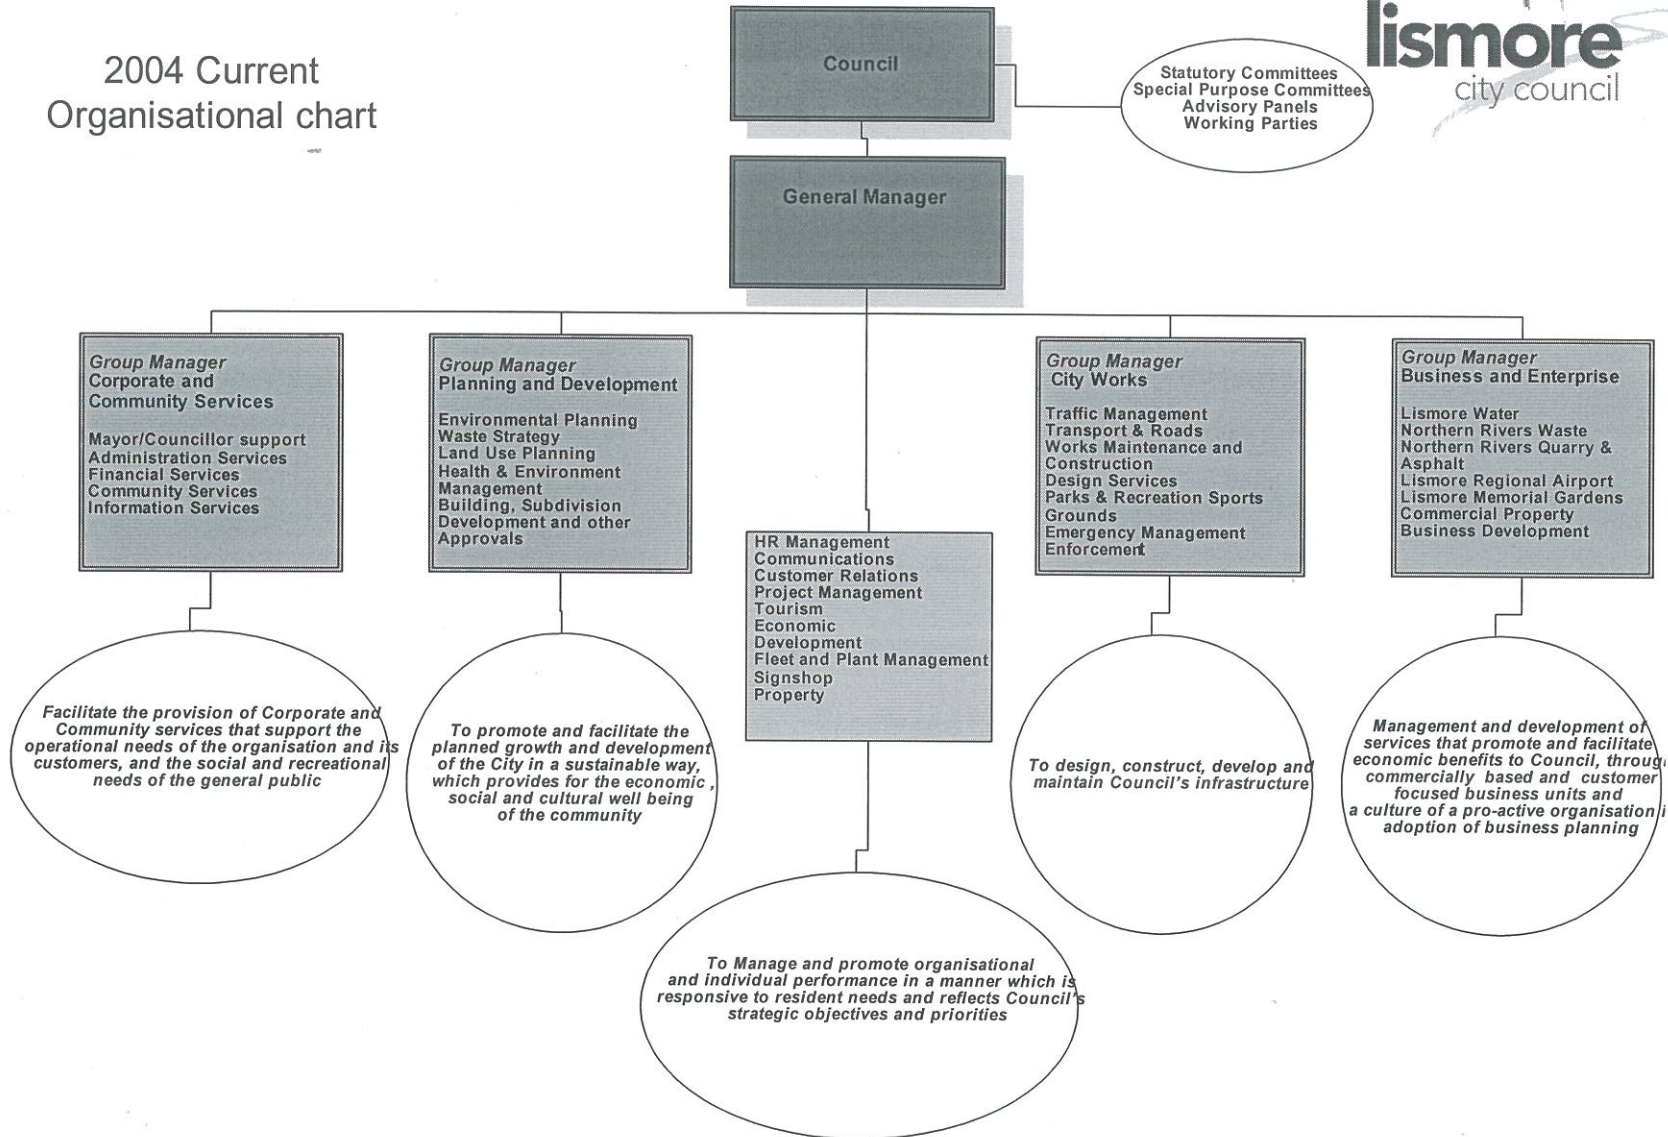 2004 Current
Organisational chart
lismore
city council
Council
Statutory Committees
Special Purpose Committees
Advisory Panels
Working Parties
General Manager
Group Manager
Corporate and
Community Services
Mayor/Councillor support
Administration Services
Financial Services
Community Services
Information Services
Group Manager
Planning and Development
Environmental Planning
Waste Strategy
Land Use Planning
Health & Environment
Management
Building, Subdivision
Development and other
Approvals
HR Management
Communications
Customer Relations
Project Management
Tourism
Economic
Development
Fleet and Plant Management
Signshop
Property
Group Manager
City Works
Traffic Management
Transport & Roads
Works Maintenance and
Construction
Design Services
Parks & Recreation Sports
Grounds
Emergency Management
Enforcement
Group Manager
Business and Enterprise
Lismore Water
Northern Rivers Waste
Northern Rivers Quarry &
Asphalt
Lismore Regional Airport
Lismore Memorial Gardens
Commercial Property
Business Development
Facilitate the provision of Corporate and
Community services that support the
operational needs of the organisation and its
customers, and the social and recreational
needs of the general public
To promote and facilitate the
planned growth and development
of the City in a sustainable way,
which provides for the economic ,
social and cultural well being
of the community
To Manage and promote organisational
and individual performance in a manner which is
responsive to resident needs and reflects Council's
strategic objectives and priorities
To design, construct, develop and
maintain Council's infrastructure
Management and development of
services that promote and facilitate
economic benefits to Council,
commercially based and customer
focused business units and
a culture of a pro-active organisation
adoption of business planning